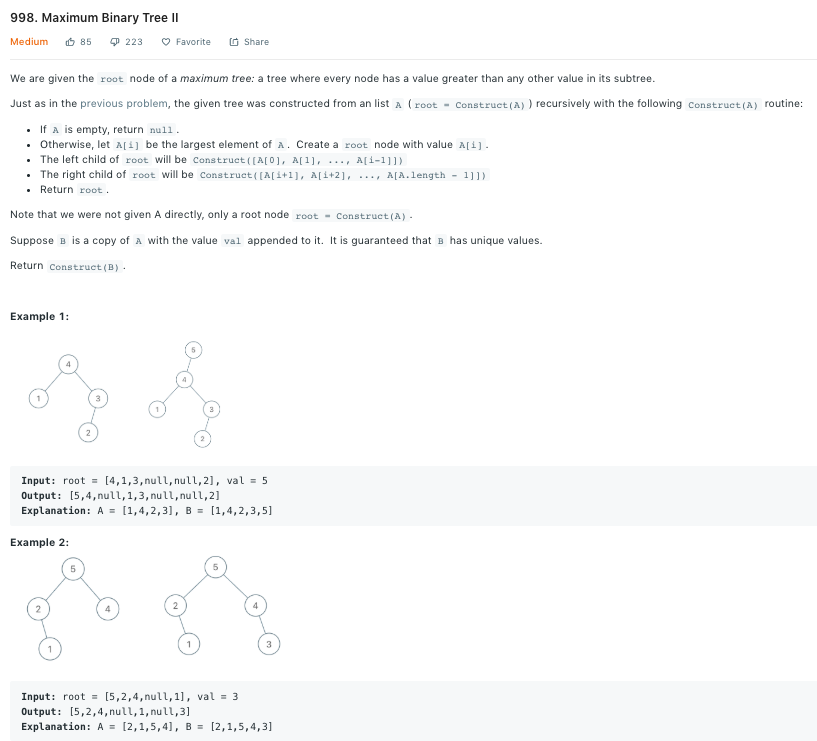 998. Maximum Binary Tree II
Medium 85 223 Favorite Share
We are given the root node of a maximum tree: a tree where every node has a value greater than any other value in its subtree.
Just as in the previous problem, the given tree was constructed from an list A (root = Construct(A)) recursively with the following Construct(A) routine:
• If A is empty, return null.
• Otherwise, let A[i] be the largest element of A. Create a root node with value A[i].
• The left child of root will be Construct([A[0], A[1], ..., A[i-1]])
• The right child of root will be Construct([A[i+1], A[i+2], ..., A[A.length - 1]])
• Return root.
Note that we were not given A directly, only a root node root = Construct(A).
Suppose B is a copy of A with the value val appended to it. It is guaranteed that B has unique values.
Return Construct(B).
Example 1:
5
4
4
1 3
1 3
2
2
Input: root = [4,1,3,null,null,2], val = 5
Output: [5,4,null,1,3,null,null,2]
Explanation: A = [1,4,2,3], B = [1,4,2,3,5]
Example 2:
5 5
2 4 2 4
1 1 3
Input: root = [5,2,4,null,1], val = 3
Output: [5,2,4,null,1,null,3]
Explanation: A = [2,1,5,4], B = [2,1,5,4,3]